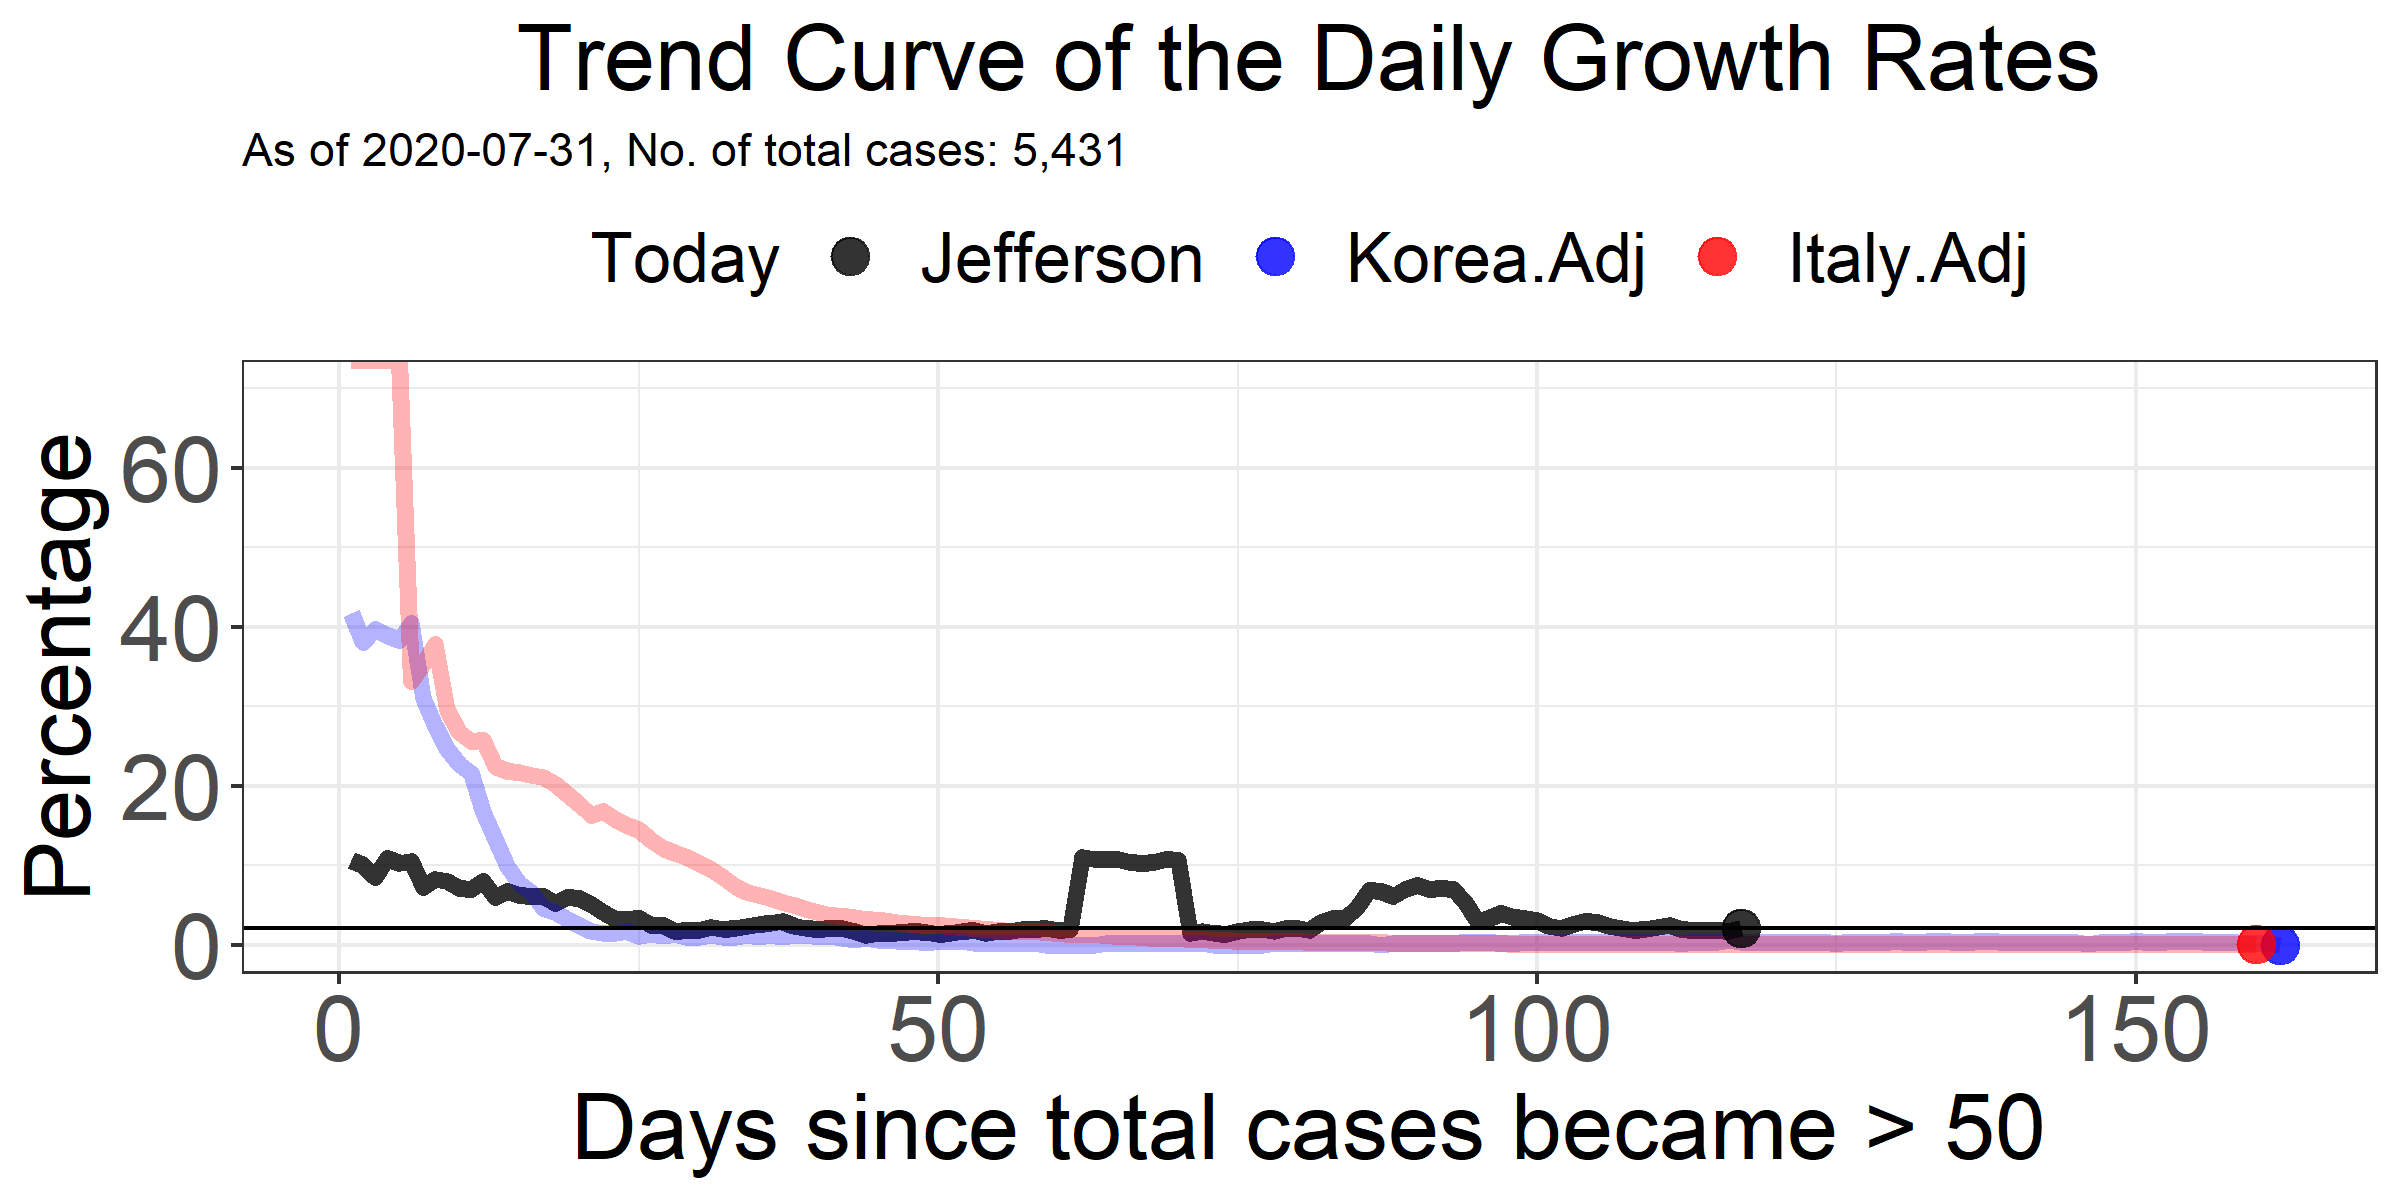 Trend Curve of the Daily Growth Rates
As of 2020-07-31, No. of total cases: 5,431
Today Jefferson Korea.Adj Italy.Adj
Percentage
60
40
20
0
0 50 100 150
Days since total cases became > 50